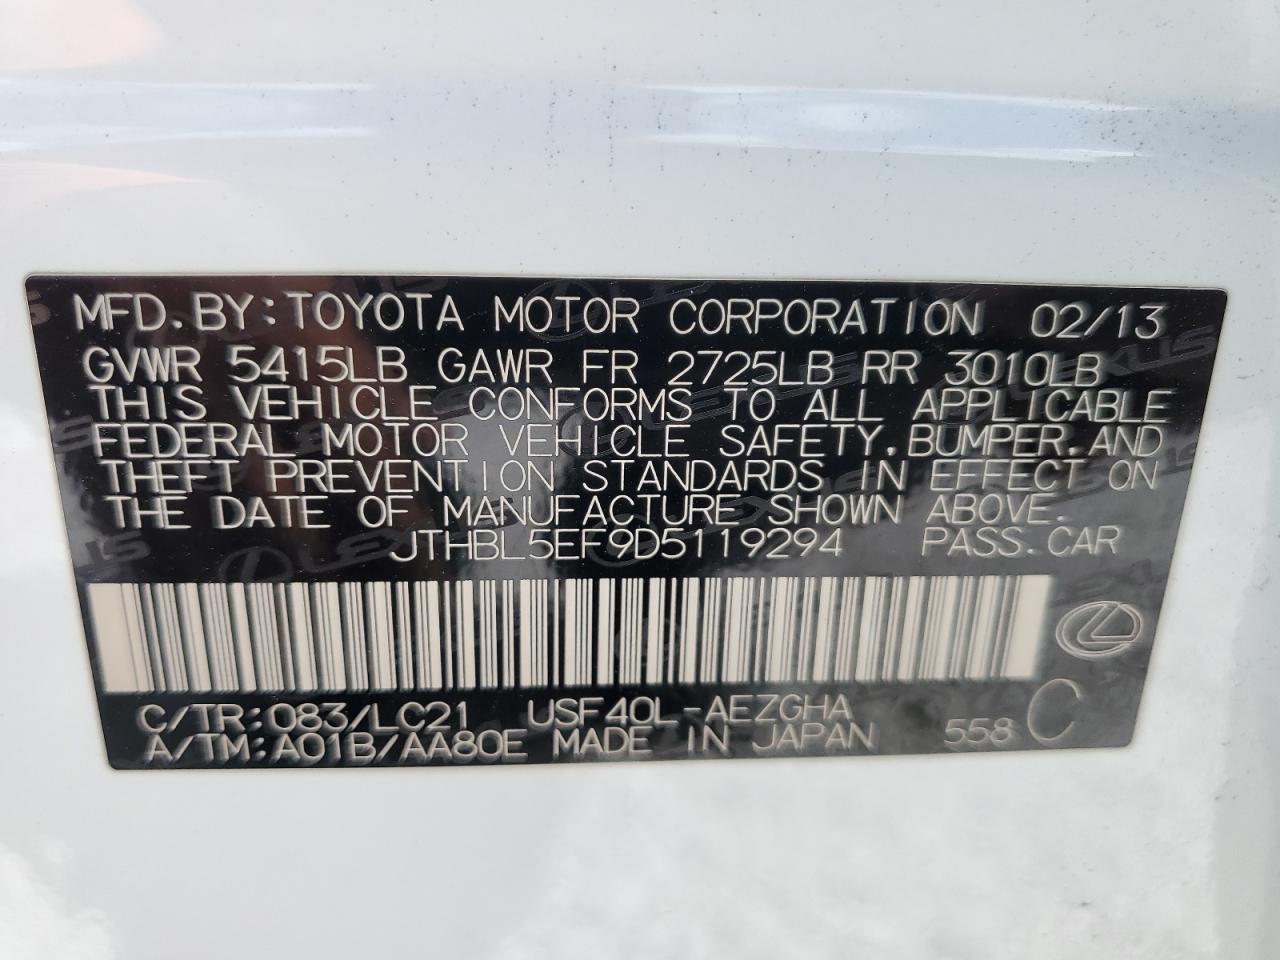 MFD. BY: TOYOTA MOTOR CORPORATION 02/13
GVWR 5415LB GAWR FR 2725LB RR 3010LB
THIS VEHICLE CONFORMS TO ALL APPLICABLE
FEDERAL MOTOR VEHICLE SAFETY, BUMPER, AND
THEFT PREVENTION STANDARDS IN EFFECT ON
THE DATE OF MANUFACTURE SHOWN ABOVE.
JTHBL5EF9D5119294 PASS. CAR
C/TR: 083/LC21 USF40L-AEZGHA
A/TM: A01B/AA80E MADE IN JAPAN 558 C